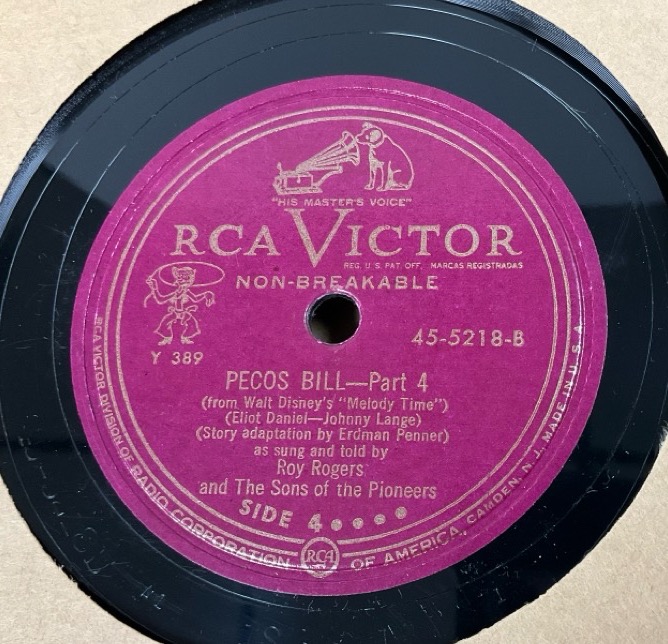 "HIS MASTER'S VOICE"
RCA VICTOR
REG. U.S. PAT. OFF. MARCAS REGISTRADAS
NON-BREAKABLE
Y 389
45-5218-B
PECOS BILL—Part 4
(from Walt Disney's "Melody Time")
(Eliot Daniel—Johnny Lange)
(Story adaptation by Erdman Penner)
as sung and told by
Roy Rogers
and The Sons of the Pioneers
SIDE 4 ●●●●
RCA VICTOR DIVISION OF RADIO CORPORATION RCA OF AMERICA, CAMDEN, N. J. MADE IN U.S.A.